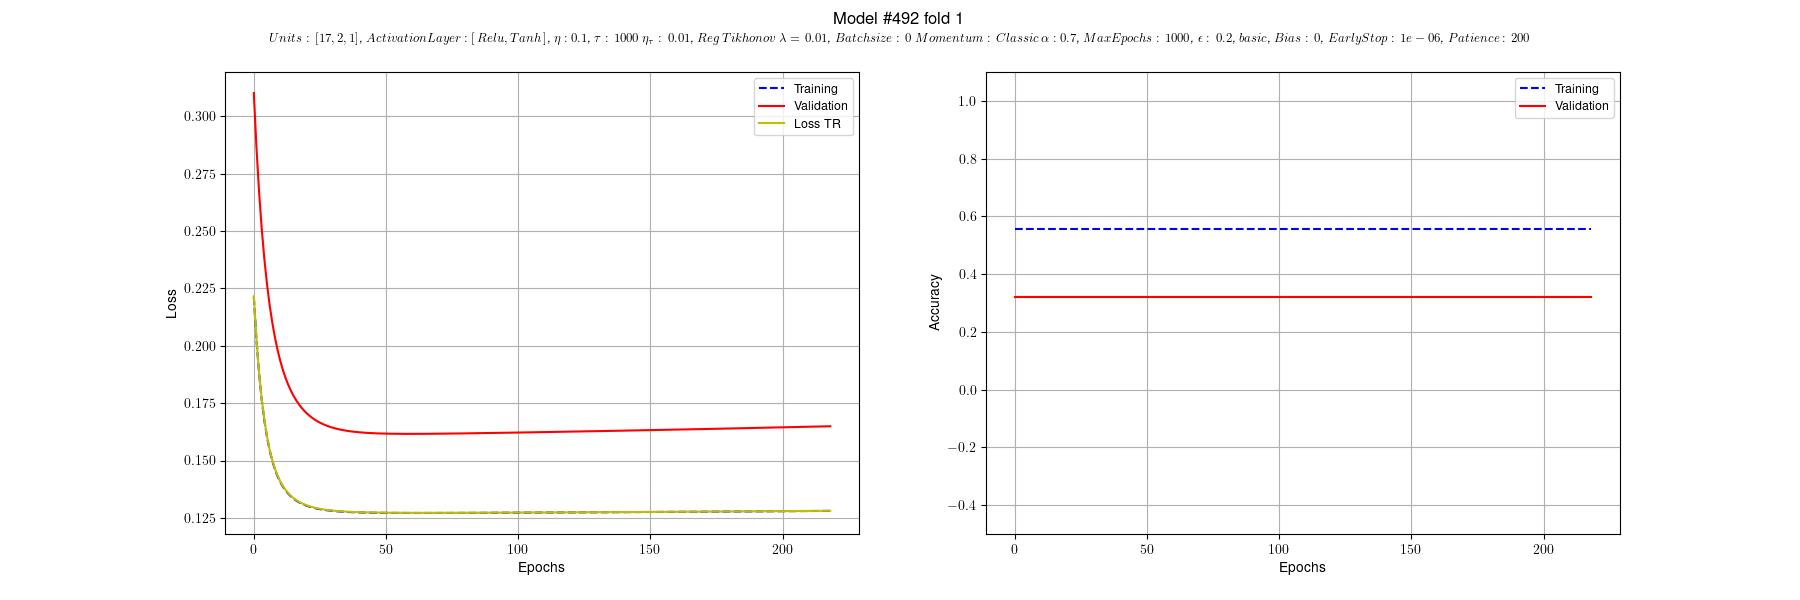 Model #492 fold 1
Units : [17, 2, 1], ActivationLayer : [ Relu, Tanh ], η : 0.1, τ : 1000 η_τ : 0.01, Reg Tikhonov λ = 0.01, Batchsize : 0 Momentum : Classic α : 0.7, MaxEpochs : 1000, ϵ : 0.2, basic, Bias : 0, EarlyStop : 1e − 06, Patience : 200
Loss
0.300
0.275
0.250
0.225
0.200
0.175
0.150
0.125
0 50 100 150 200
Epochs
Training
Validation
Loss TR
Accuracy
1.0
0.8
0.6
0.4
0.2
0.0
−0.2
−0.4
0 50 100 150 200
Epochs
Training
Validation